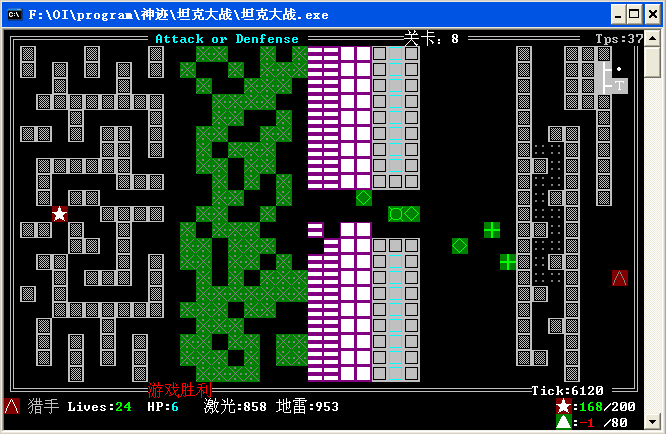 F:\OI\program\神迹\坦克大战\坦克大战.exe
Attack or Denfense 关卡：8 Tps:37
T
游戏胜利 Tick:6120
猎手 Lives:24 HP:6 激光:858 地雷:953 :168/200
:-1 /80